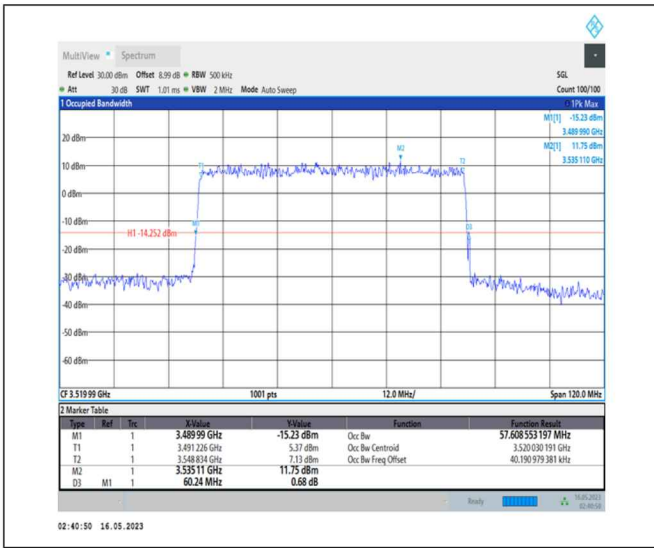 MultiView Spectrum
Ref Level 30.00 dBm Offset 8.99 dB RBW 500 kHz SGL
Att 30 dB SWT 1.01 ms VBW 2 MHz Mode Auto Sweep Count 100/100
1 Occupied Bandwidth 1Pk Max
M1[1] -15.23 dBm
3.489 990 GHz
M2[1] 11.75 dBm
3.535 110 GHz
20 dBm
M2
T1 T2
10 dBm
0 dBm
-10 dBm
M1 D3
H1 -14.252 dBm
-20 dBm
-30 dBm
-40 dBm
-50 dBm
-60 dBm
CF 3.519 99 GHz 1001 pts 12.0 MHz/ Span 120.0 MHz
2 Marker Table
Type Ref Trc X-Value Y-Value Function Function Result
M1 1 3.489 99 GHz -15.23 dBm Occ Bw 57.608 553 197 MHz
T1 1 3.491 226 GHz 5.37 dBm Occ Bw Centroid 3.520 030 191 GHz
T2 1 3.548 834 GHz 7.13 dBm Occ Bw Freq Offset 40.190 979 381 kHz
M2 1 3.535 11 GHz 11.75 dBm
D3 M1 1 60.24 MHz 0.68 dB
Ready 16.05.2023
02:40:50
02:40:50 16.05.2023